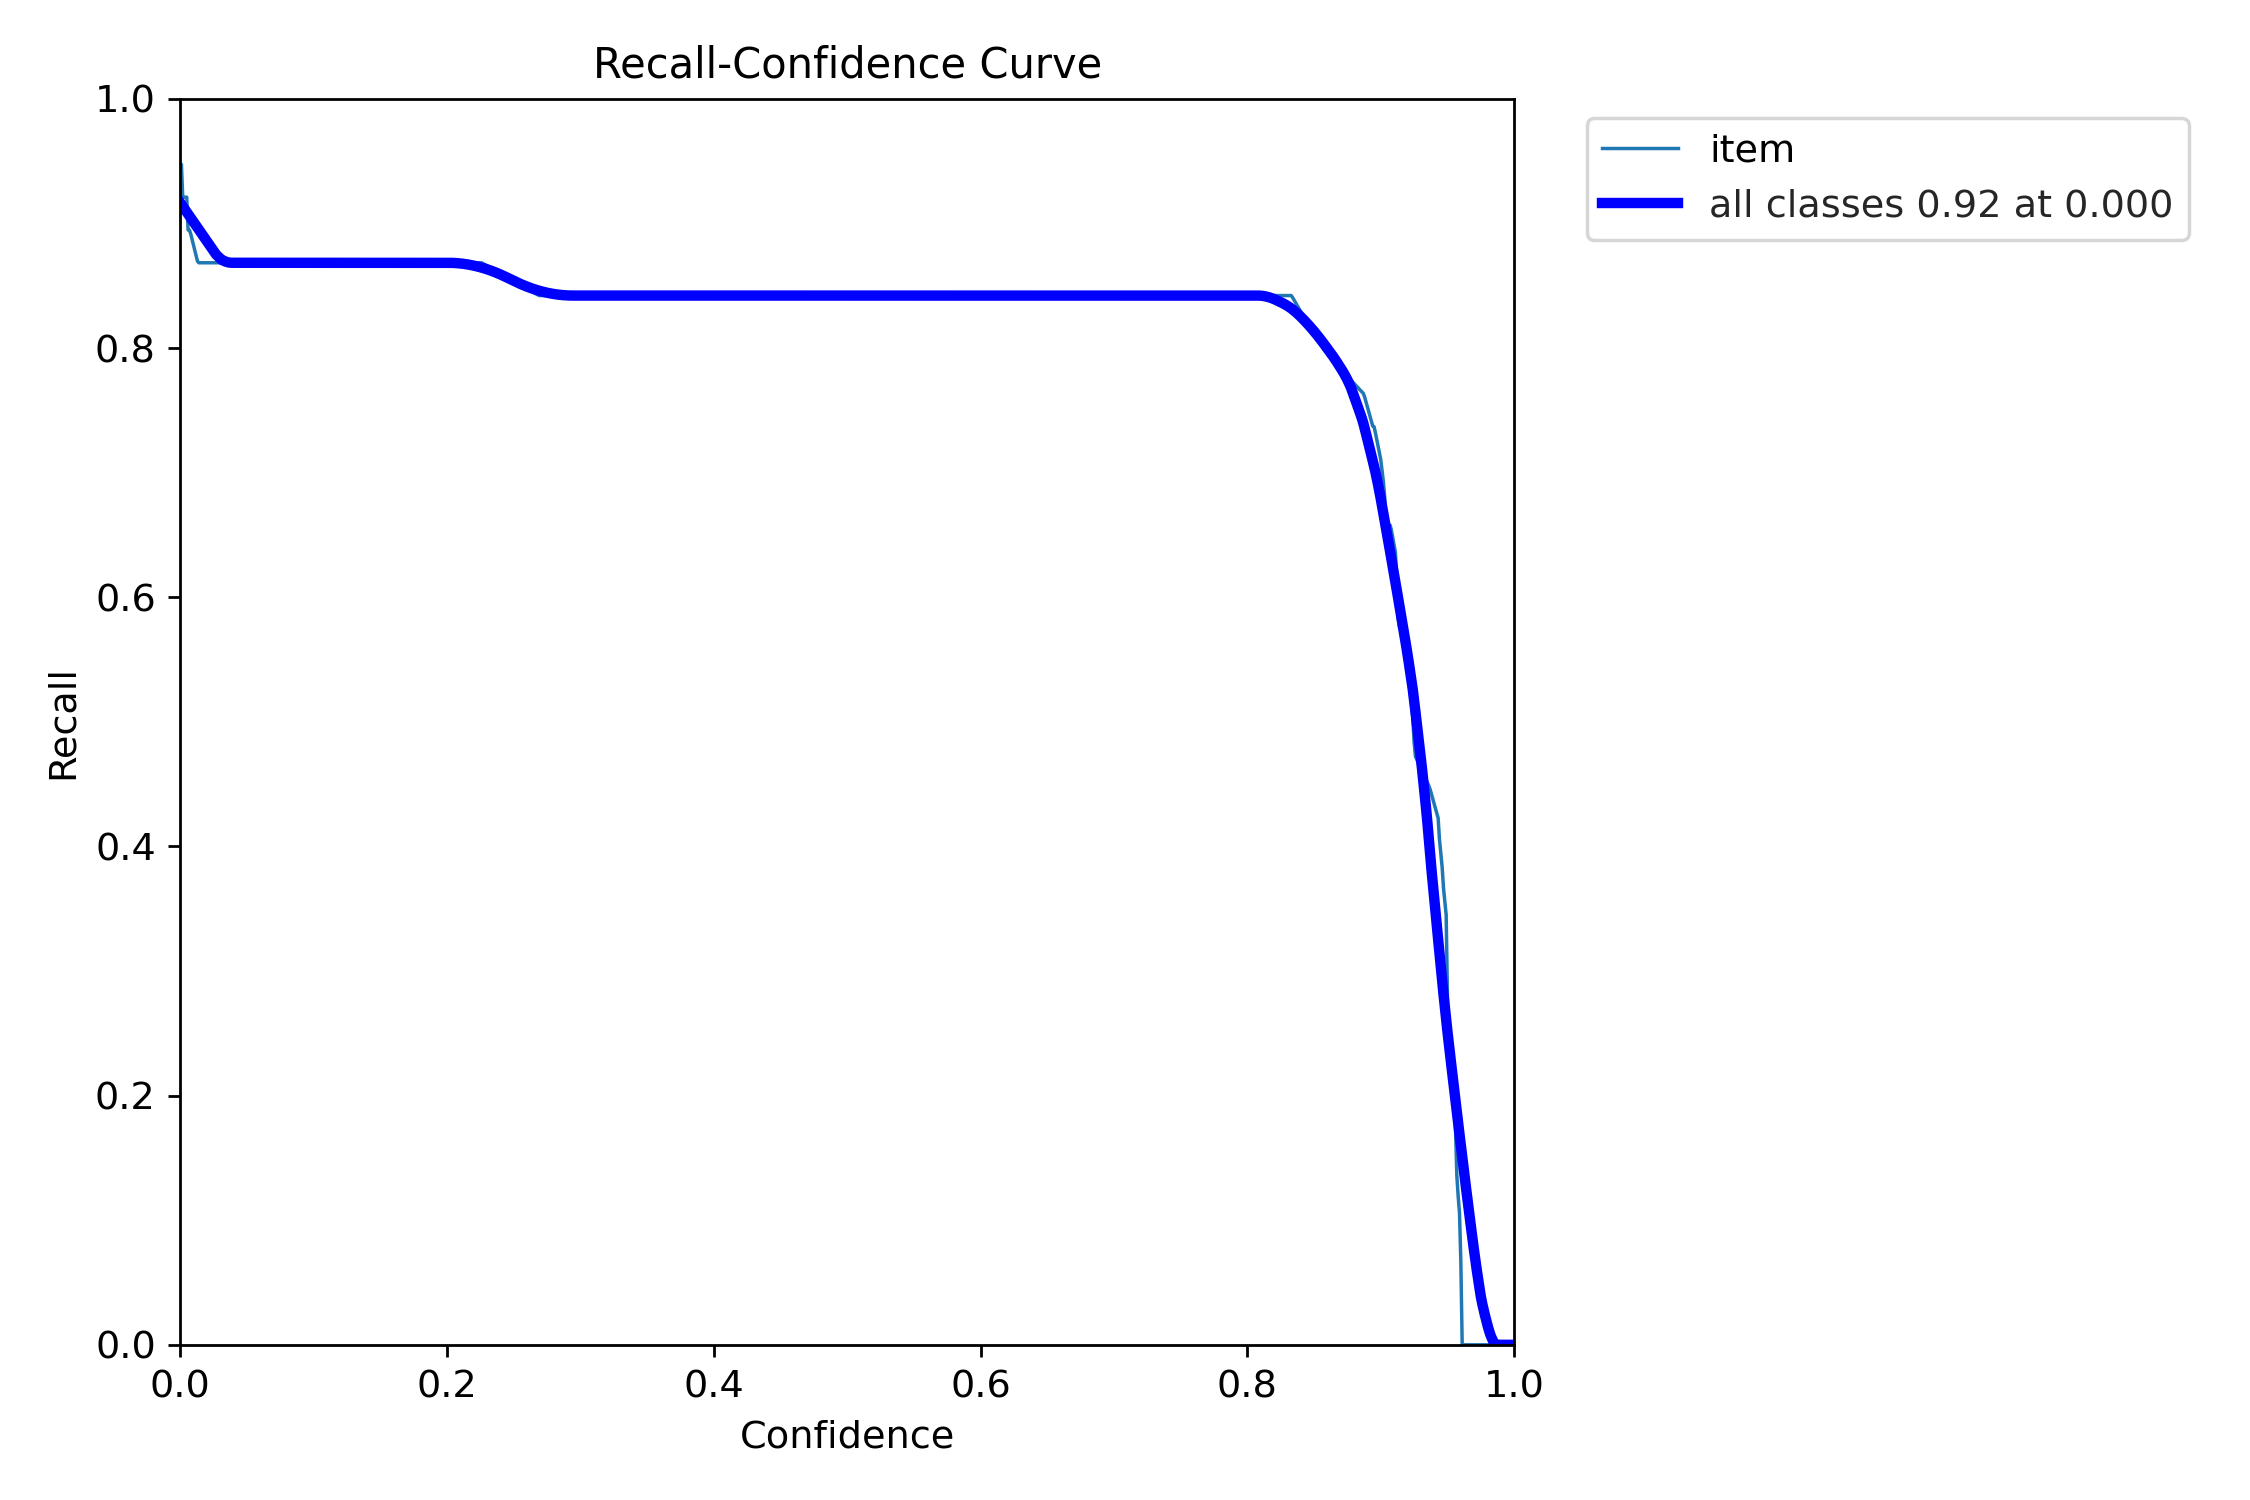 Recall-Confidence Curve
1.0
0.8
0.6
0.4
0.2
0.0
Recall
0.0 0.2 0.4 0.6 0.8 1.0
Confidence
item
all classes 0.92 at 0.000